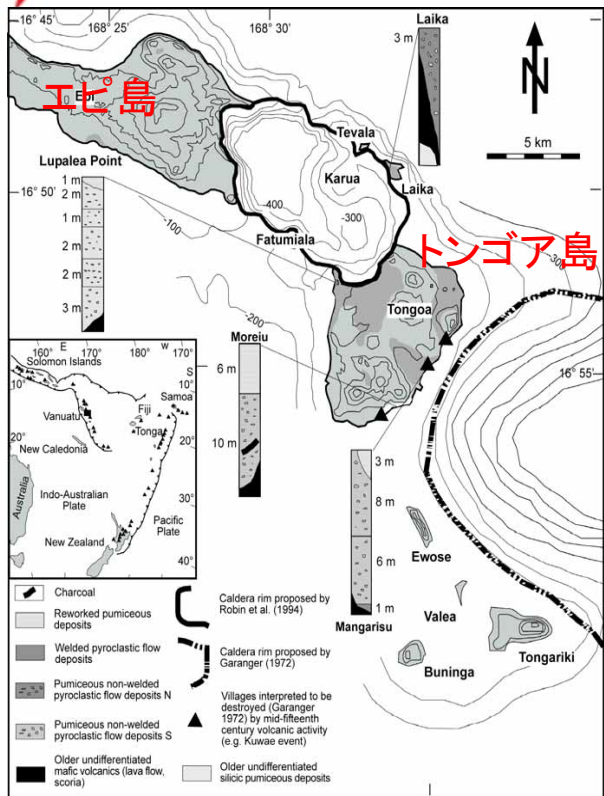 16° 45'
168° 25'
168° 30'
Laika
3 m
N
5 km
Epi
エピ島
Tevala
Lupalea Point
Karua
Laika
16° 50'
1 m
2 m
1 m
2 m
2 m
3 m
-400
-300
-100
Fatumiala
トンゴア島
-300
Tongoa
-200
Moreiu
6 m
10 m
16° 55'
E
W
160°
170°
180°
170°
S
Solomon Islands
10°
10°
Samoa
Fiji
Vanuatu
Tonga
20°
20°
New Caledonia
Australia
Indo-Australian
Plate
30°
Pacific
Plate
New Zealand
40°
3 m
8 m
6 m
1 m
Mangarisu
Ewose
Valea
Buninga
Tongariki
Charcoal
Reworked pumiceous
deposits
Welded pyroclastic flow
deposits
Pumiceous non-welded
pyroclastic flow deposits N
Pumiceous non-welded
pyroclastic flow deposits S
Older undifferentiated
mafic volcanics (lava flow,
scoria)
Caldera rim proposed by
Robin et al. (1994)
Caldera rim proposed by
Garanger (1972)
Villages interpreted to be
destroyed (Garanger
1972) by mid-fifteenth
century volcanic activity
(e.g. Kuwae event)
Older undifferentiated
silicic pumiceous deposits